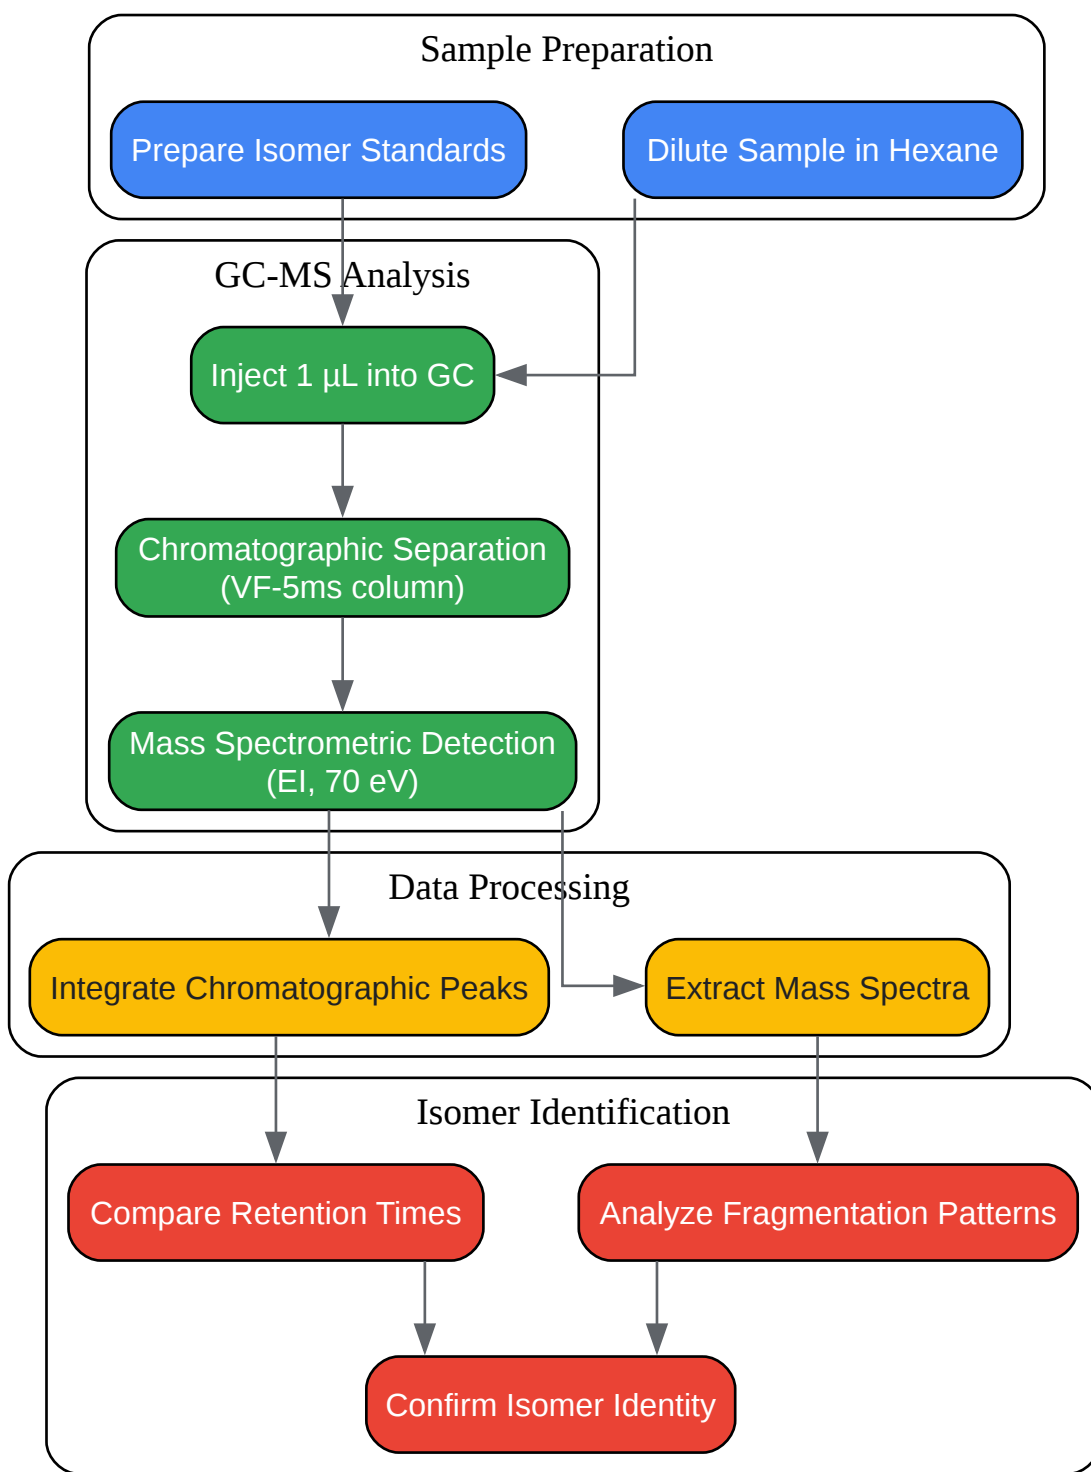 Sample Preparation
Prepare Isomer Standards
Dilute Sample in Hexane
GC-MS Analysis
Inject 1 µL into GC
Chromatographic Separation
(VF-5ms column)
Mass Spectrometric Detection
(EI, 70 eV)
Data Processing
Integrate Chromatographic Peaks
Extract Mass Spectra
Isomer Identification
Compare Retention Times
Analyze Fragmentation Patterns
Confirm Isomer Identity